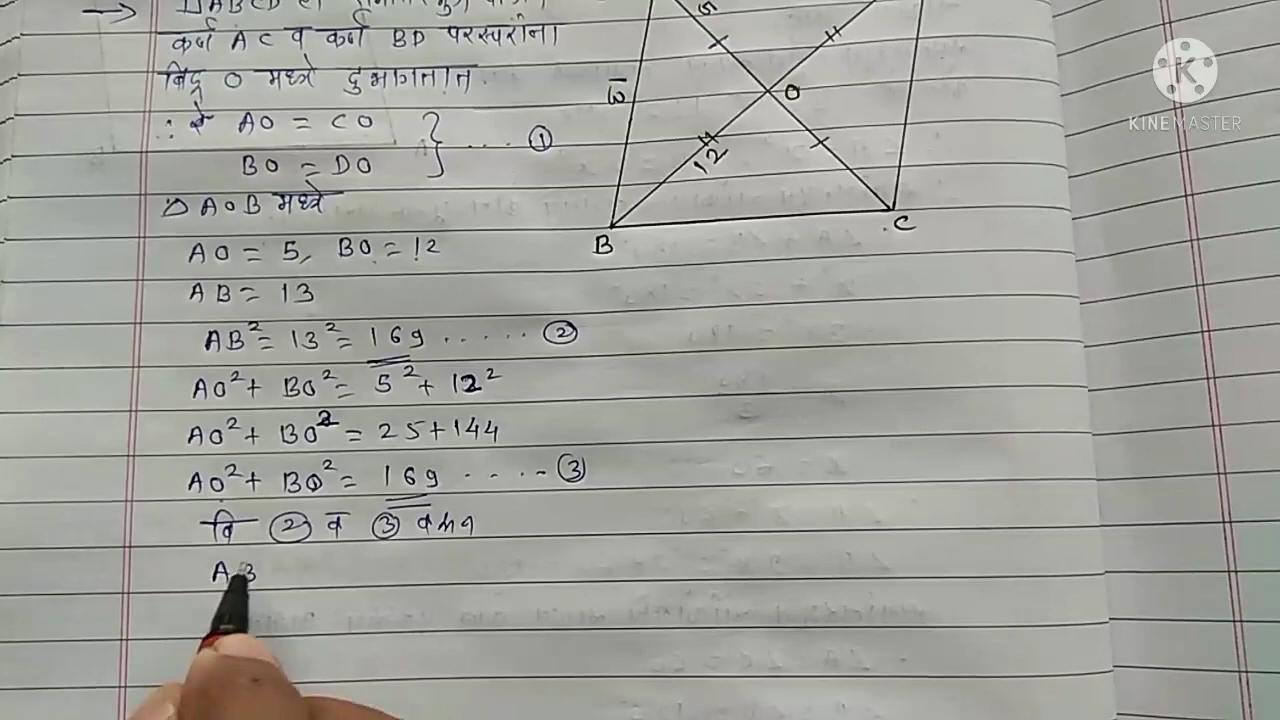 → □ABCD
कर्ण AC व कर्ण BD परस्परांना
बिंदू O मध्ये दुभागतात.
∴ रे AO = CO
BO = DO } .... ①
△ AOB मध्ये
AO = 5, BO = 12
AB = 13
AB² = 13² = 169 ...... ②
AO² + BO² = 5² + 12²
AO² + BO² = 25 + 144
AO² + BO² = 169 .... ③
वि ② व ③ वरून
AB
5
O
13
12
B
C
K
KINEMASTER